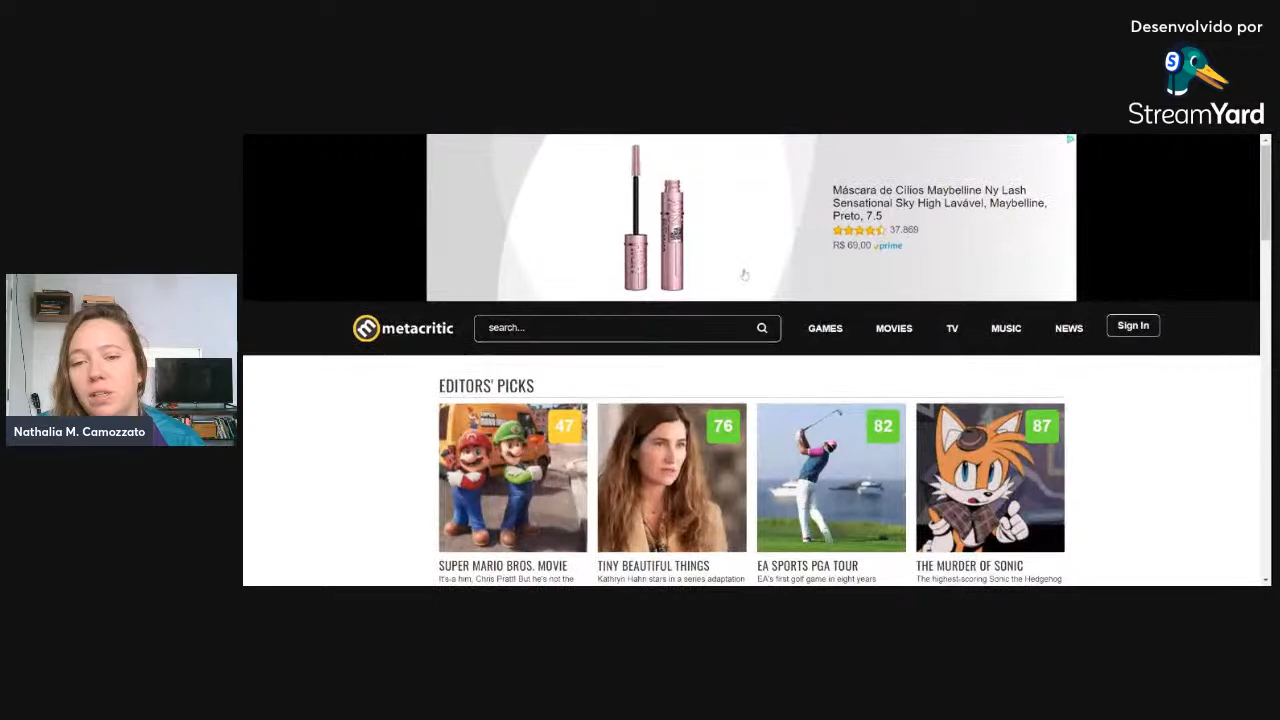 Desenvolvido por
S
StreamYard
Máscara de Cílios Maybelline Ny Lash
Sensational Sky High Lavável, Maybelline,
Preto, 7.5
37.869
R$ 69,00 prime
metacritic
search...
GAMES
MOVIES
TV
MUSIC
NEWS
Sign In
Nathalia M. Camozzato
EDITORS' PICKS
47
76
82
87
SUPER MARIO BROS. MOVIE
It's-a him, Chris Pratt! But he's not the
TINY BEAUTIFUL THINGS
Kathryn Hahn stars in a series adaptation
EA SPORTS PGA TOUR
EA's first golf game in eight years
THE MURDER OF SONIC
The highest-scoring Sonic the Hedgehog